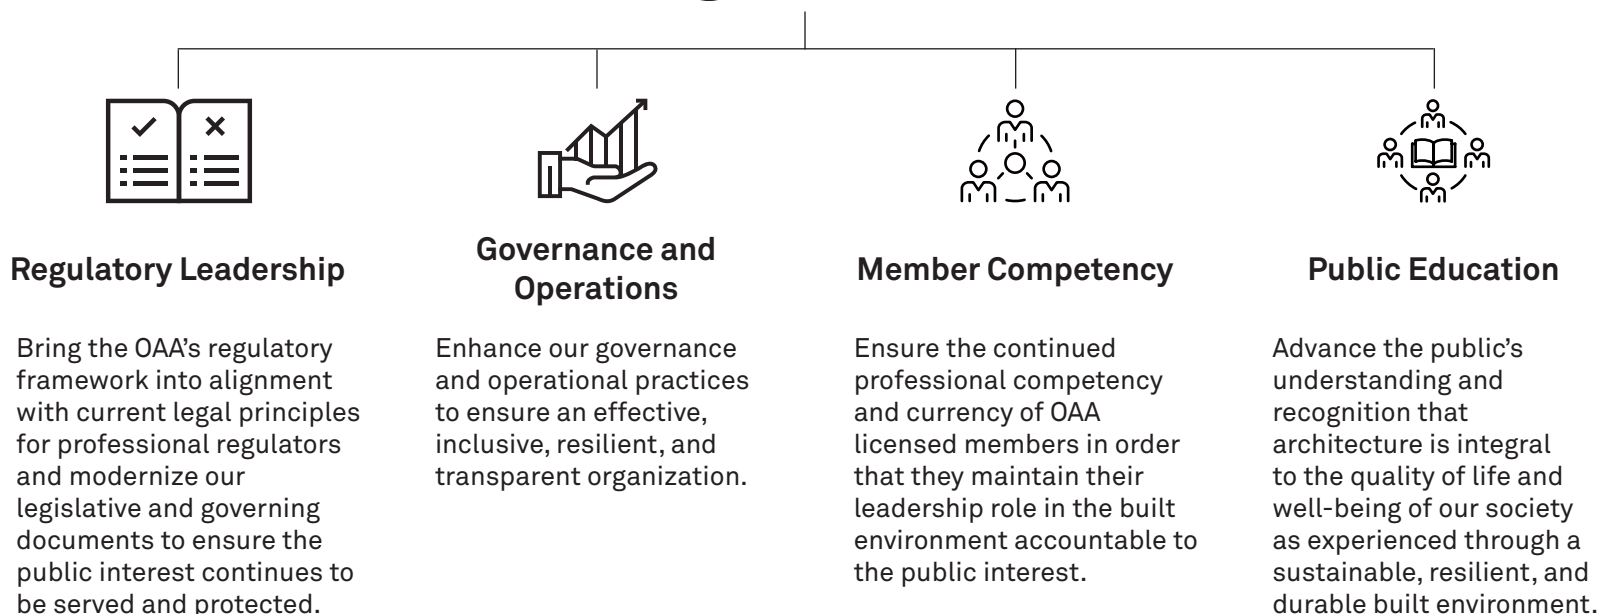 Regulatory Leadership
Bring the OAA’s regulatory
framework into alignment
with current legal principles
for professional regulators
and modernize our
legislative and governing
documents to ensure the
public interest continues to
be served and protected.
Governance and
Operations
Enhance our governance
and operational practices
to ensure an effective,
inclusive, resilient, and
transparent organization.
Member Competency
Ensure the continued
professional competency
and currency of OAA
licensed members in order
that they maintain their
leadership role in the built
environment accountable to
the public interest.
Public Education
Advance the public’s
understanding and
recognition that
architecture is integral
to the quality of life and
well-being of our society
as experienced through a
sustainable, resilient, and
durable built environment.